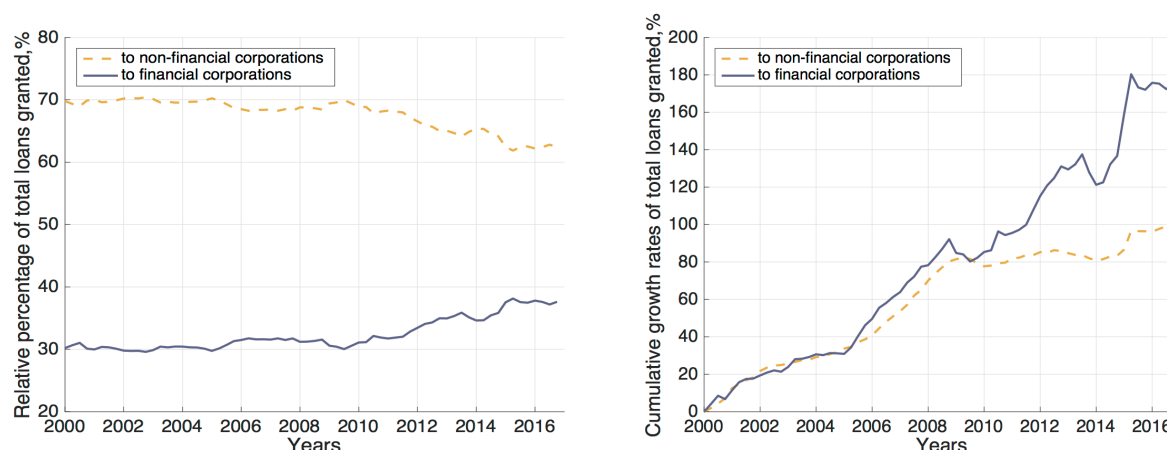 Relative percentage of total loans granted,%
80
70
60
50
40
30
20
to non-financial corporations
to financial corporations
2000 2002 2004 2006 2008 2010 2012 2014 2016
Years
Cumulative growth rates of total loans granted,%
200
180
160
140
120
100
80
60
40
20
0
to non-financial corporations
to financial corporations
2000 2002 2004 2006 2008 2010 2012 2014 2016
Years